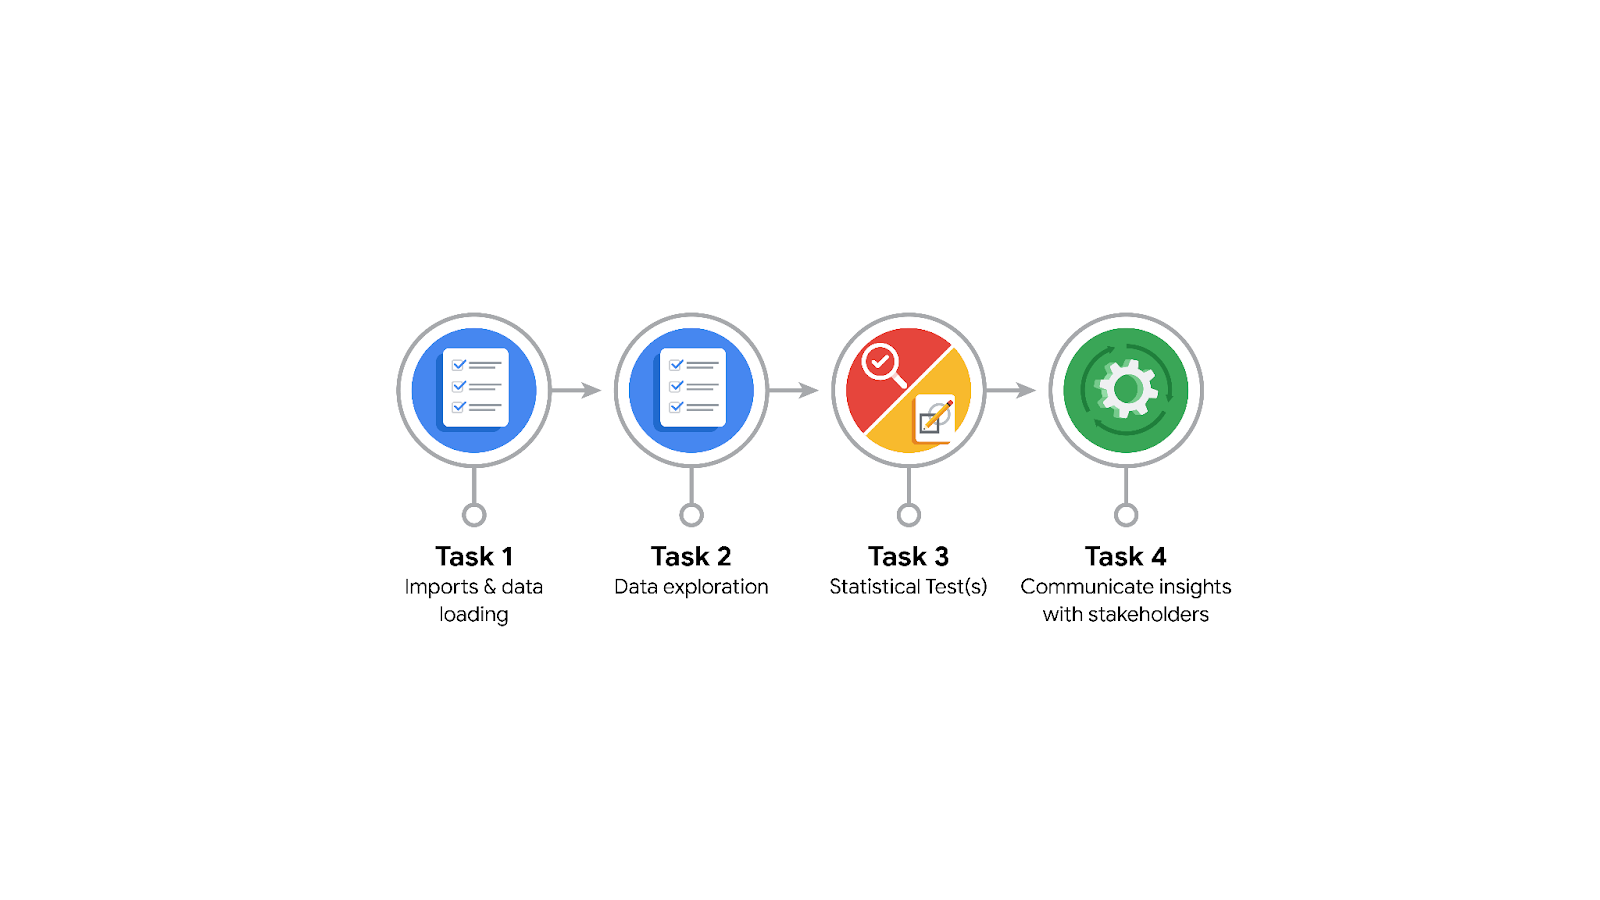 Task 1
Imports & data
loading
Task 2
Data exploration
Task 3
Statistical Test(s)
Task 4
Communicate insights
with stakeholders